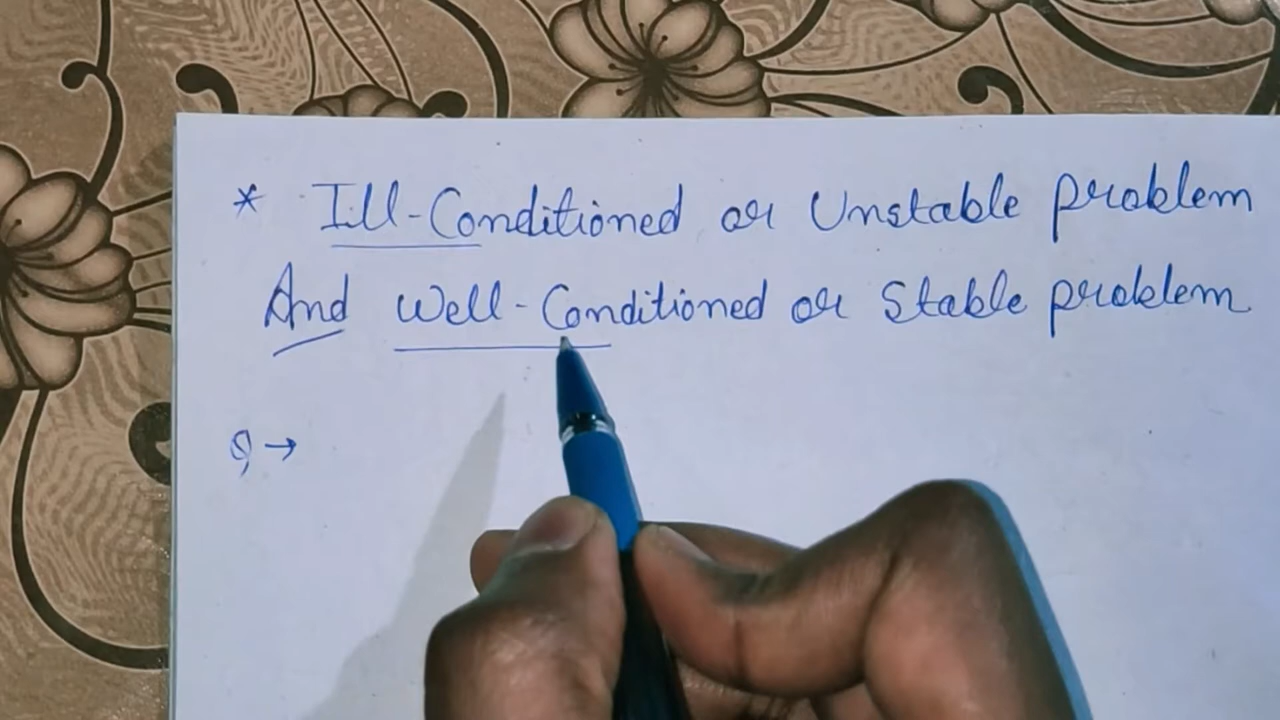 * Ill-Conditioned or Unstable problem
And Well-Conditioned or Stable problem
Q →